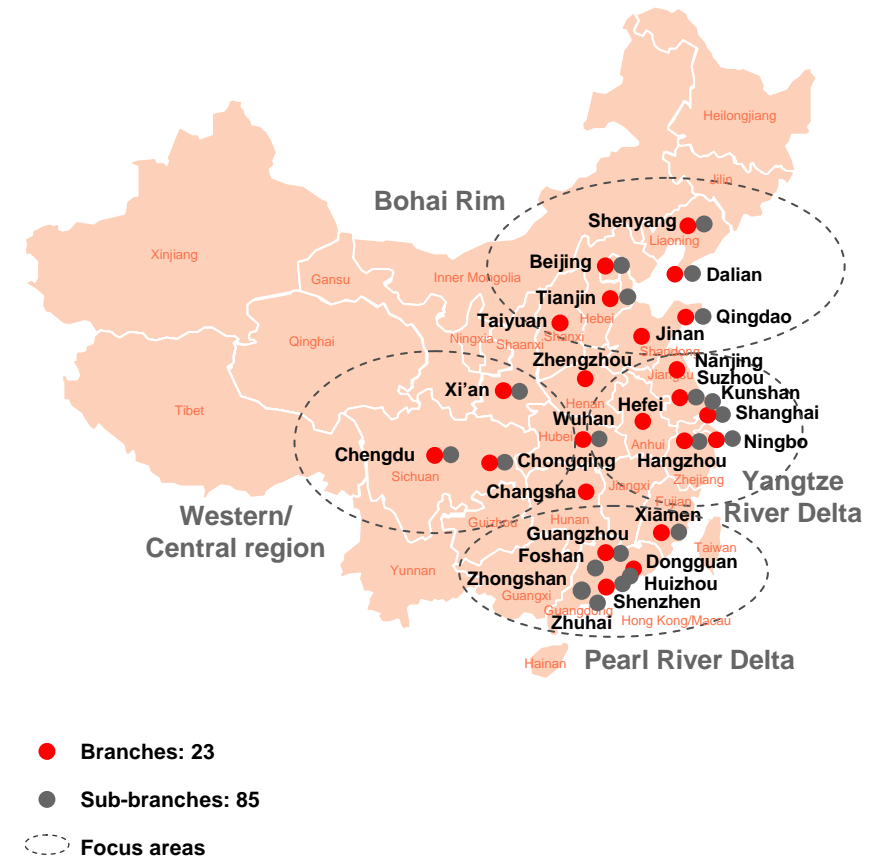 Heilongjiang
Jilin
Bohai Rim
Shenyang
Liaoning
Xinjiang
Beijing
Dalian
Gansu
Inner Mongolia
Tianjin
Qingdao
Taiyuan
Hebei
Jinan
Qinghai
Ningxia
Shaanxi
Shanxi
Shandong
Zhengzhou
Nanjing
Jiangsu
Suzhou
Xi’an
Kunshan
Henan
Hefei
Shanghai
Tibet
Wuhan
Hubei
Anhui
Ningbo
Chengdu
Chongqing
Hangzhou
Sichuan
Zhejiang
Yangtze
River Delta
Changsha
Jiangxi
Fujian
Western/
Central region
Guizhou
Hunan
Xiamen
Guangzhou
Taiwan
Foshan
Dongguan
Yunnan
Zhongshan
Huizhou
Guangxi
Shenzhen
Guangdong
Zhuhai
Hong Kong/Macau
Hainan
Pearl River Delta
Branches: 23
Sub-branches: 85
Focus areas